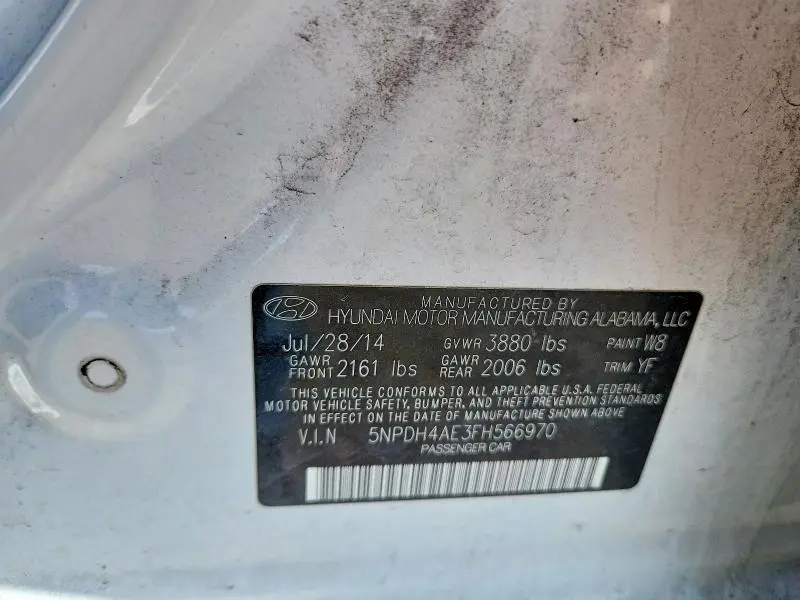 MANUFACTURED BY
HYUNDAI MOTOR MANUFACTURING ALABAMA, LLC
Jul/28/14 GVWR 3880 lbs PAINT W8
GAWR FRONT 2161 lbs GAWR REAR 2006 lbs TRIM YF
THIS VEHICLE CONFORMS TO ALL APPLICABLE U.S.A. FEDERAL
MOTOR VEHICLE SAFETY, BUMPER, AND THEFT PREVENTION STANDARDS
IN EFFECT ON THE DATE OF MANUFACTURE SHOWN ABOVE
V.I.N 5NPDH4AE3FH566970
PASSENGER CAR